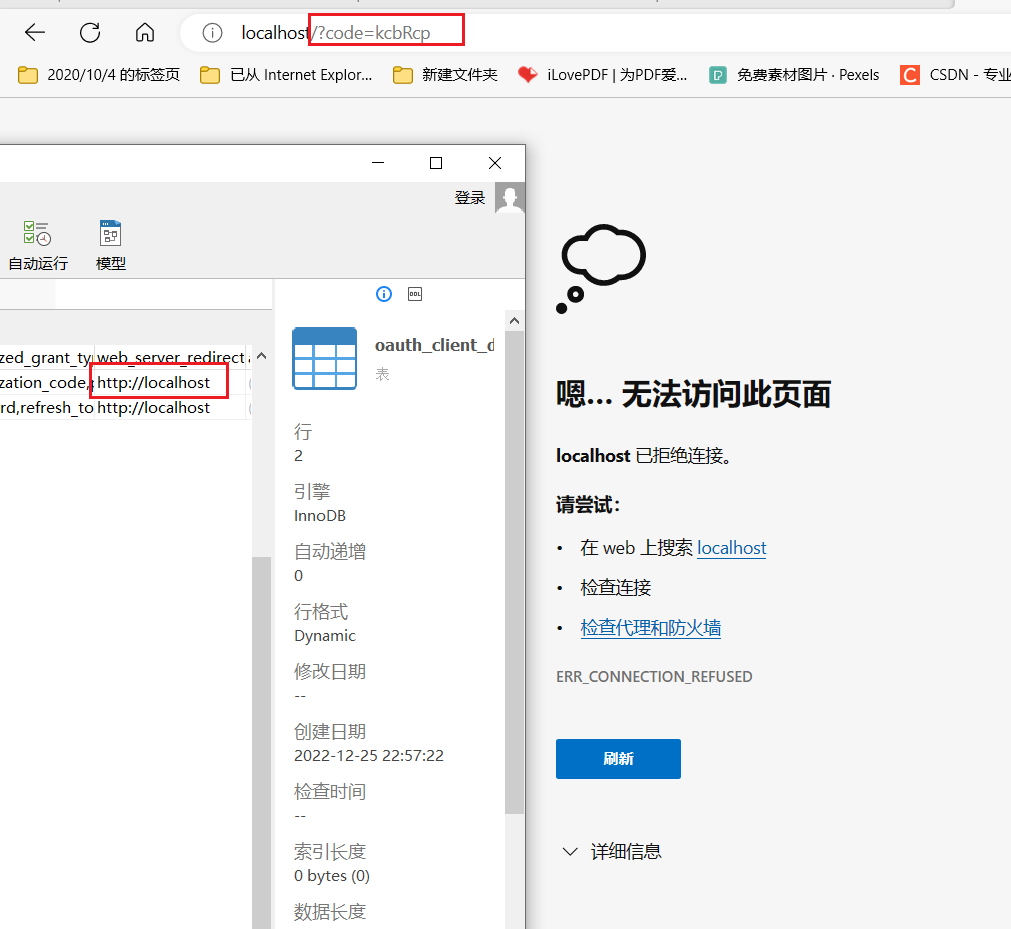 localhost/?code=kcbRcp
2020/10/4 的标签页
已从 Internet Explor...
新建文件夹
iLovePDF | 为PDF爱...
免费素材图片 · Pexels
CSDN - 专业
登录
自动运行
模型
DDL
oauth_client_d
表
zed_grant_ty web_server_redirect
zation_code, http://localhost
rd,refresh_to http://localhost
行
2
引擎
InnoDB
自动递增
0
行格式
Dynamic
修改日期
--
创建日期
2022-12-25 22:57:22
检查时间
--
索引长度
0 bytes (0)
数据长度
嗯... 无法访问此页面
localhost 已拒绝连接。
请尝试：
• 在 web 上搜索 localhost
• 检查连接
• 检查代理和防火墙
ERR_CONNECTION_REFUSED
刷新
详细信息